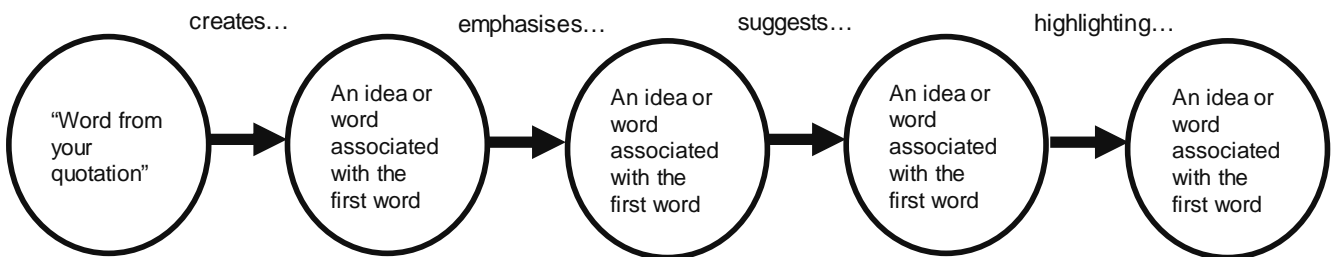 creates…
emphasises…
suggests…
highlighting…
“Word from
your
quotation”
An idea or
word
associated
with the
first word
An idea or
word
associated
with the
first word
An idea or
word
associated
with the
first word
An idea or
word
associated
with the
first word